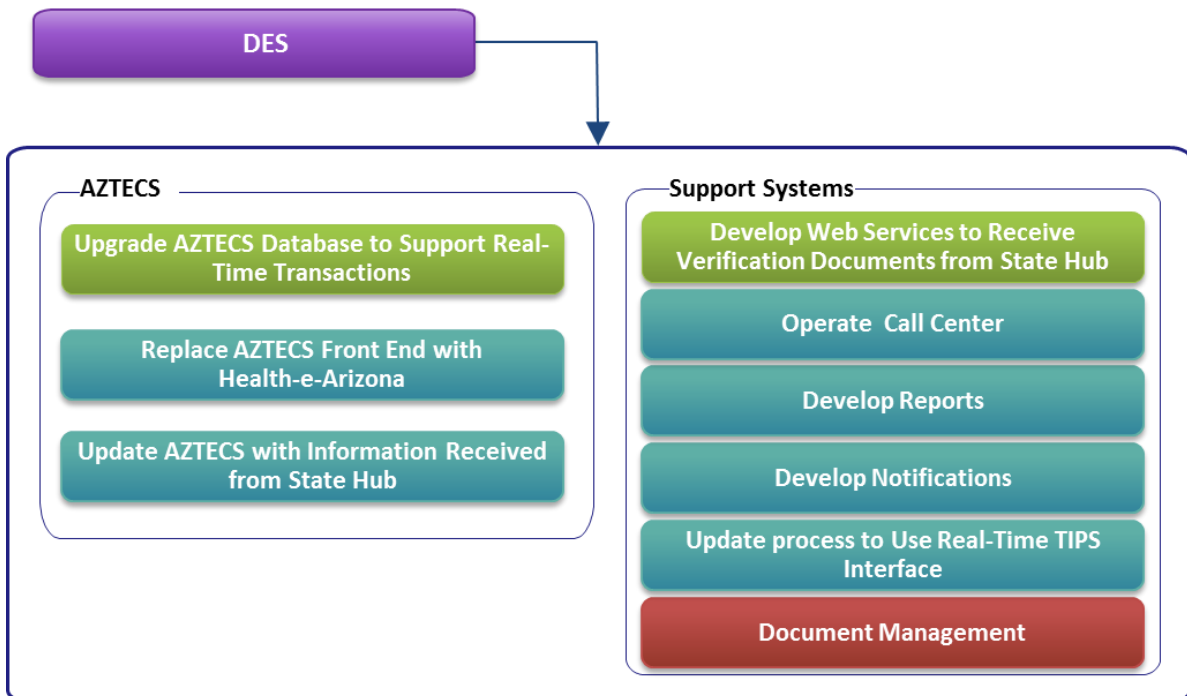 DES
AZTECS
Upgrade AZTECS Database to Support Real-
Time Transactions
Replace AZTECS Front End with
Health-e-Arizona
Update AZTECS with Information Received
from State Hub
Support Systems
Develop Web Services to Receive
Verification Documents from State Hub
Operate Call Center
Develop Reports
Develop Notifications
Update process to Use Real-Time TIPS
Interface
Document Management